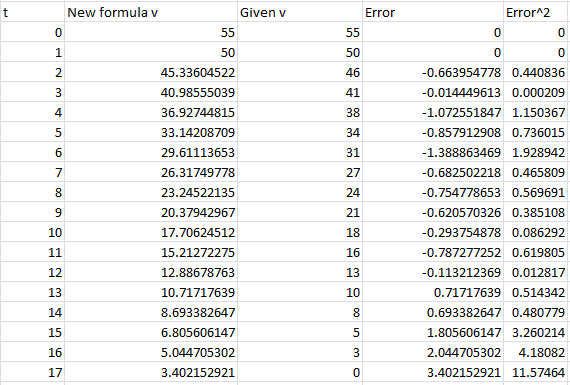 t New formula v Given v Error Error^2
0 55 55 0 0
1 50 50 0 0
2 45.33604522 46 -0.663954778 0.440836
3 40.98555039 41 -0.014449613 0.000209
4 36.92744815 38 -1.072551847 1.150367
5 33.14208709 34 -0.857912908 0.736015
6 29.61113653 31 -1.388863469 1.928942
7 26.31749778 27 -0.682502218 0.465809
8 23.24522135 24 -0.754778653 0.569691
9 20.37942967 21 -0.620570326 0.385108
10 17.70624512 18 -0.293754878 0.086292
11 15.21272275 16 -0.787277252 0.619805
12 12.88678763 13 -0.113212369 0.012817
13 10.71717639 10 0.71717639 0.514342
14 8.693382647 8 0.693382647 0.480779
15 6.805606147 5 1.805606147 3.260214
16 5.044705302 3 2.044705302 4.18082
17 3.402152921 0 3.402152921 11.57464